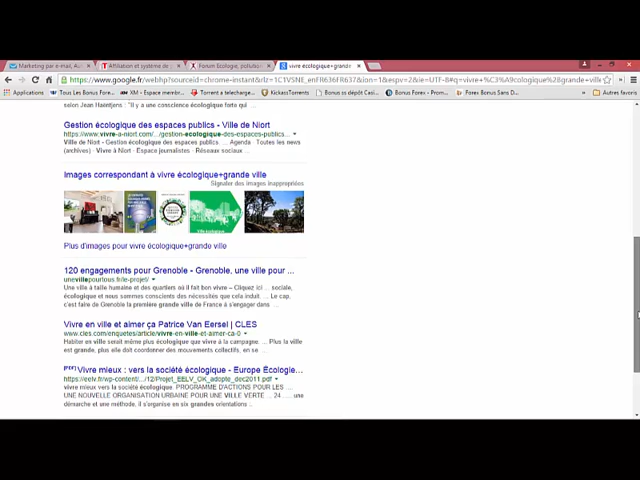 Marketing par e-mail, Au
Affiliation et système de p
Forum Ecologie, pollution
vivre écologique+grande
https://www.google.fr/webhp?sourceid=chrome-instant&rlz=1C1VSNE_enFR636FR637&ion=1&espv=2&ie=UTF-8#q=vivre+%C3%A9cologique%2Bgrande+ville
Applications
Tous Les Bonus Forex
XM - Espace membre
Torrent a telecharger
KickassTorrents
Bonus ss dépôt Casi
Forex Bonus - Promo
Forex Bonus Sans D
Autres favoris
selon Jean Haëntjens : "Il y a une conscience écologique forte qui ...
Gestion écologique des espaces publics - Ville de Niort
https://www.vivre-a-niort.com/.../gestion-ecologique-des-espaces-publics...
Ville de Niort - Gestion écologique des espaces publics. ... Agenda · Toutes les
(archives) · Vivre à Niort · Espace journalistes · Réseaux sociaux ...
Images correspondant à vivre écologique+grande ville
Signaler des images inappropriées
Plus d'images pour vivre écologique+grande ville
120 engagements pour Grenoble - Grenoble, une ville pour ...
unevillepourtous.fr/le-projet/
Une ville à taille humaine et des quartiers où il fait bon vivre – Cliquez ici ... sociale,
écologique et nous sommes conscients des nécessités que cela induit. ... Le cap,
c'est faire de Grenoble la première grande ville de France à s'engager dans ...
Vivre en ville et aimer ça Patrice Van Eersel | CLES
www.cles.com/enquetes/article/vivre-en-ville-et-aimer-ca-0
Habiter en ville serait même plus écologique que vivre à la campagne. ... Plus la ville
est grande, plus elle doit coordonner des mouvements collectifs, en se ...
[PDF] Vivre mieux : vers la société écologique - Europe Écologie...
https://eelv.fr/wp-content/.../12/Projet_EELV_OK_adopte_dec2011.pdf
vivre mieux vers la société écologique. PROGRAMME D'ACTIONS POUR LES ...
UNE NOUVELLE ORGANISATION URBAINE POUR UNE VILLE VERTE ... 24 ... une
démarche et une méthode, il s'organise en six grandes orientations ...